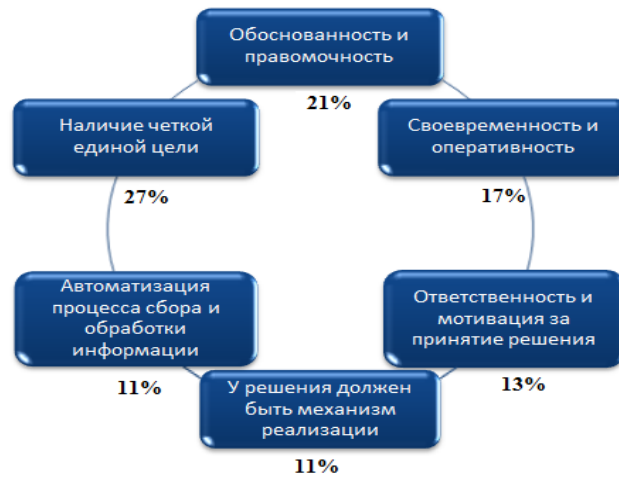 Обоснованность и
правомочность
21%
Наличие четкой
единой цели
27%
Своевременность и
оперативность
17%
Автоматизация
процесса сбора и
обработки
информации
11%
Ответственность и
мотивация за
принятие решения
13%
У решения должен
быть механизм
реализации
11%